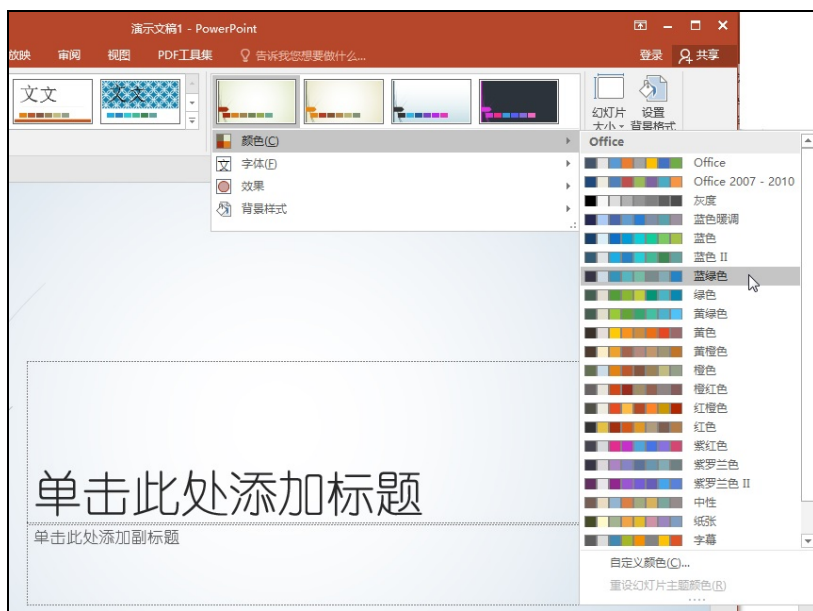 演示文稿1 - PowerPoint
放映 审阅 视图 PDF工具集 告诉我您想要做什么... 登录 共享
文文 文文 幻灯片大小 设置背景格式
颜色(C)
字体(F)
效果
背景样式
Office
Office
Office 2007 - 2010
灰度
蓝色暖调
蓝色
蓝色 II
蓝绿色
绿色
黄绿色
黄色
黄橙色
橙色
橙红色
红橙色
红色
紫红色
紫罗兰色
紫罗兰色 II
中性
纸张
字幕
自定义颜色(C)...
重设幻灯片主题颜色(R)
单击此处添加标题
单击此处添加副标题